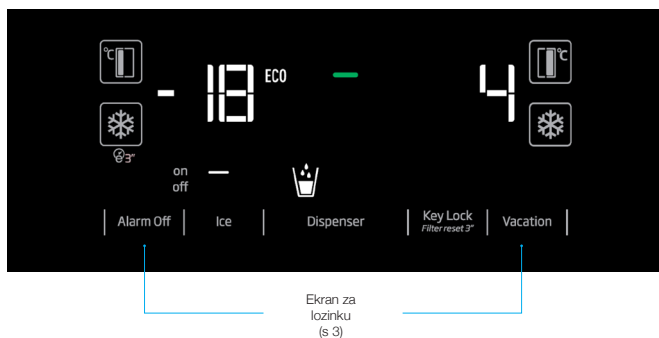 °C
°C
- 18 ECO
4
3"
on
off
Alarm Off
Ice
Dispenser
Key Lock
Filter reset 3"
Vacation
Ekran za
lozinku
(s 3)